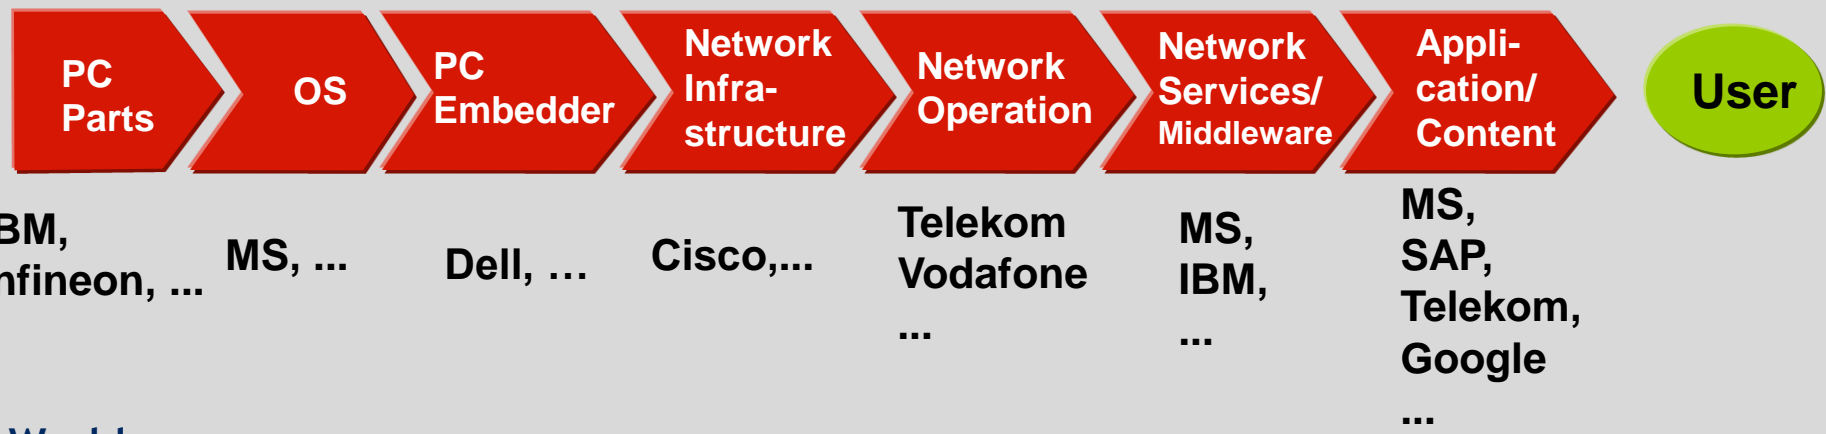 PC
Parts
OS
PC
Embedder
Network
Infra-
structure
Network
Operation
Network
Services/
Middleware
Appli-
cation/
Content
User
BM,
nfineon, ...
MS, ...
Dell, …
Cisco,...
Telekom
Vodafone
...
MS,
IBM,
...
MS,
SAP,
Telekom,
Google
...